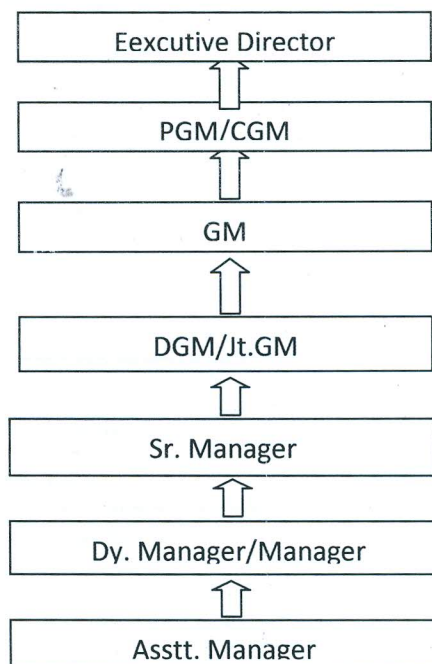 Eexcutive Director
PGM/CGM
GM
DGM/Jt.GM
Sr. Manager
Dy. Manager/Manager
Asstt. Manager